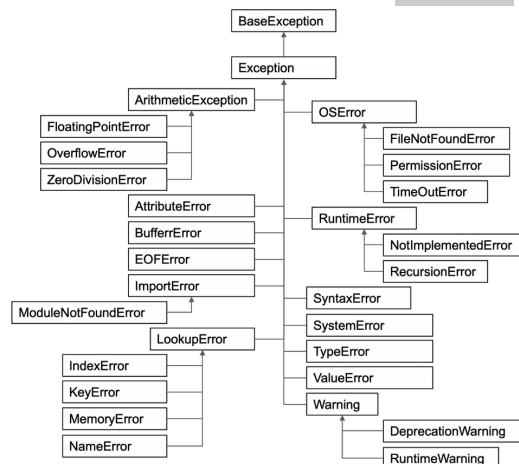 BaseException
Exception
ArithmeticException
FloatingPointError
OverflowError
ZeroDivisionError
AttributeError
BufferrError
EOFError
ImportError
ModuleNotFoundError
LookupError
IndexError
KeyError
MemoryError
NameError
OSError
FileNotFoundError
PermissionError
TimeOutError
RuntimeError
NotImplementedError
RecursionError
SyntaxError
SystemError
TypeError
ValueError
Warning
DeprecationWarning
RuntimeWarning